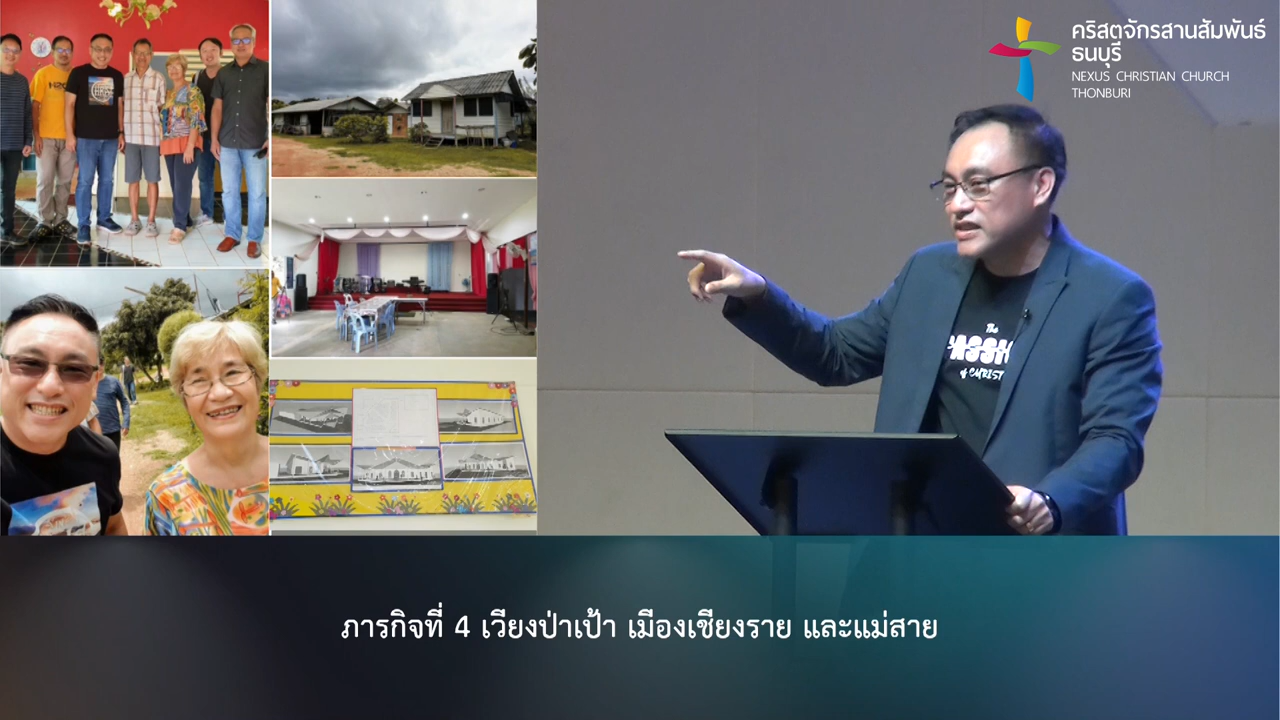 คริสตจักรสานสัมพันธ์
ธนบุรี
NEXUS CHRISTIAN CHURCH
THONBURI
The
of CHRIST
ภารกิจที่ 4 เวียงป่าเป้า เมืองเชียงราย และแม่สาย